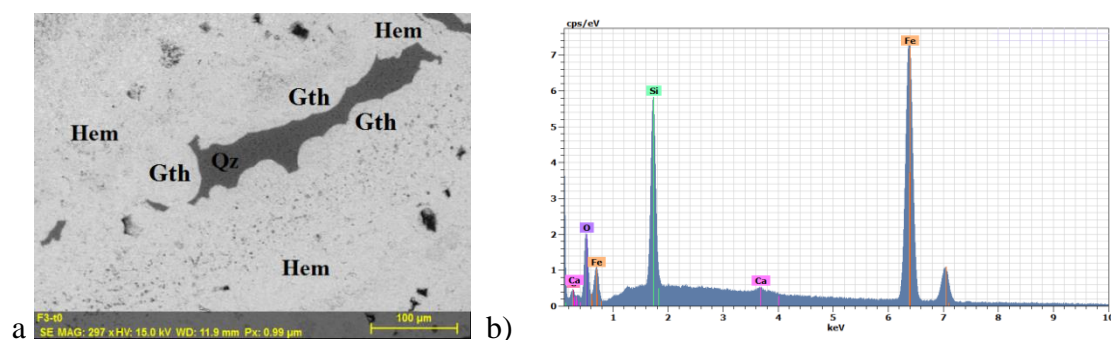 Hem
Gth
Gth
Hem
Qz
Gth
Hem
F3-t0
SE MAG: 297 x HV: 15.0 kV WD: 11.9 mm Px: 0.99 µm
100 µm
a
b)
cps/eV
Fe
7
Si
6
5
4
3
O
2
Fe
1
Ca
Ca
0
1 2 3 4 5 6 7 8 9 10
keV